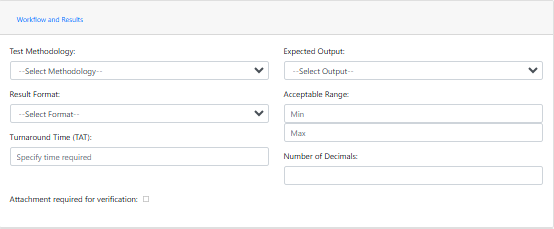 Workflow and Results
Test Methodology:
--Select Methodology--
Expected Output:
--Select Output--
Result Format:
--Select Format--
Acceptable Range:
Min
Max
Turnaround Time (TAT):
Specify time required
Number of Decimals:
Attachment required for verification: